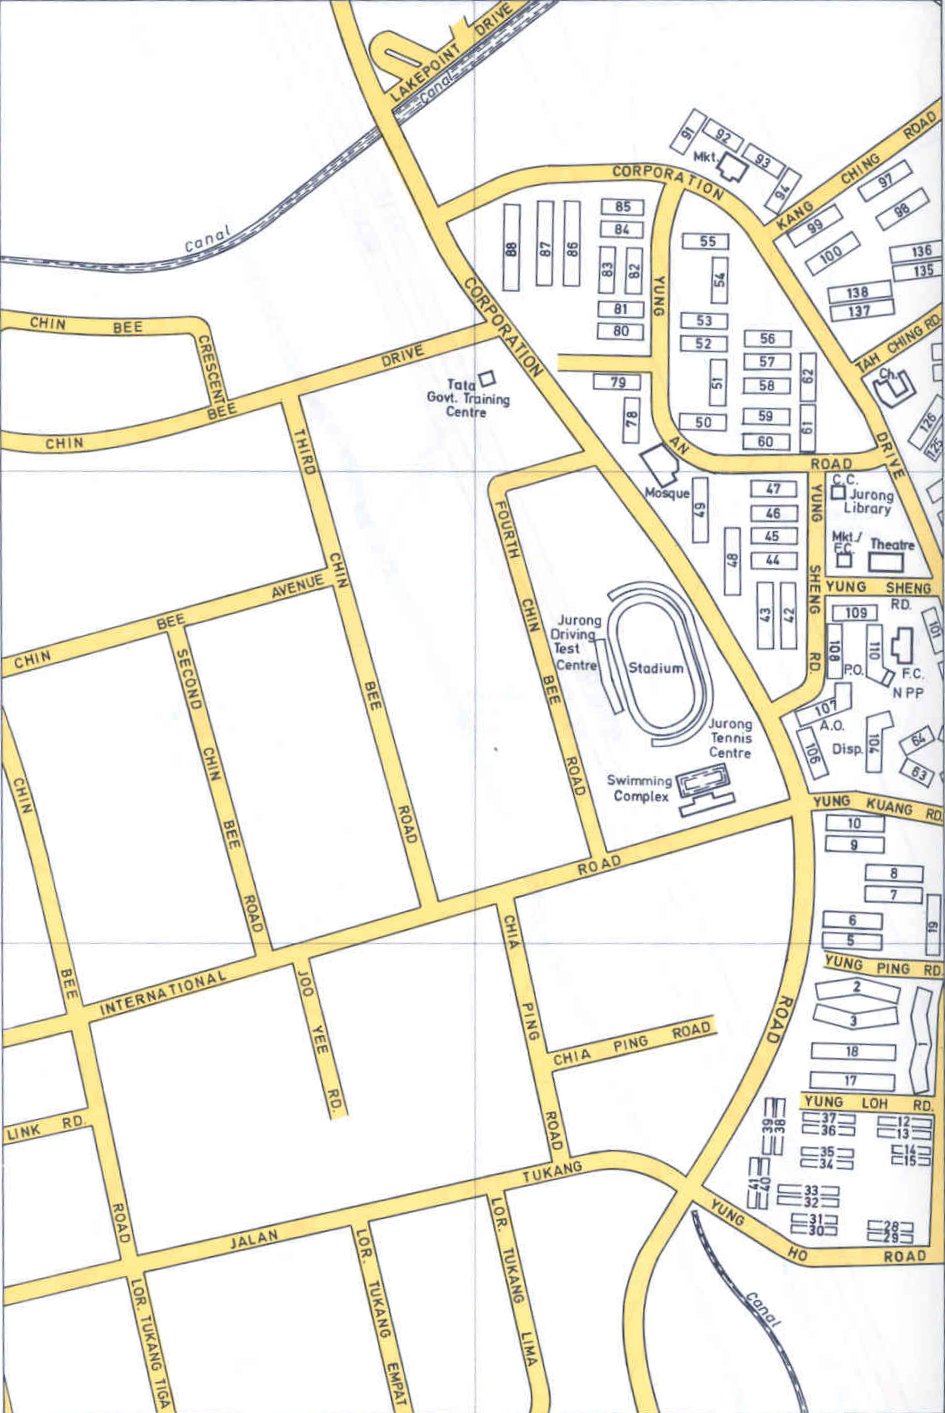 LAKEPOINT DRIVE
Canal
91
92
93
94
Mkt.
CORPORATION
KANG CHING ROAD
97
98
99
100
136
135
138
137
Canal
88
87
86
85
84
83
82
81
80
55
54
53
52
51
50
YUNG
CORPORATION
CHIN BEE
CRESCENT
DRIVE
BEE
CHIN
Tata
Govt. Training
Centre
79
78
56
57
58
59
60
62
61
TAH CHING RD.
Ch.
126
125
DRIVE
AN
ROAD
Mosque
49
47
46
45
44
48
43
42
YUNG
SHENG
RD
C.C.
Jurong
Library
Mkt./
F.C.
Theatre
YUNG SHENG
RD.
THIRD
CHIN
BEE
ROAD
FOURTH
CHIN
BEE
ROAD
AVENUE
BEE
CHIN
SECOND
CHIN
BEE
ROAD
Jurong
Driving
Test
Centre
Stadium
Jurong
Tennis
Centre
Swimming
Complex
109
108
110
101
P.O.
F.C.
N PP
107
A.O.
106
Disp.
104
64
63
YUNG KUANG RD.
10
9
8
7
6
5
19
YUNG PING RD.
2
3
1
18
17
YUNG LOH RD.
CHIN
BEE
ROAD
INTERNATIONAL
ROAD
JOO
YEE
RD.
CHIA
PING
ROAD
CHIA PING ROAD
ROAD
LINK RD.
39
38
37
36
35
34
41
40
33
32
31
30
12
13
14
15
28
29
JALAN
TUKANG
YUNG
HO
ROAD
LOR. TUKANG TIGA
LOR. TUKANG EMPAT
LOR. TUKANG LIMA
Canal